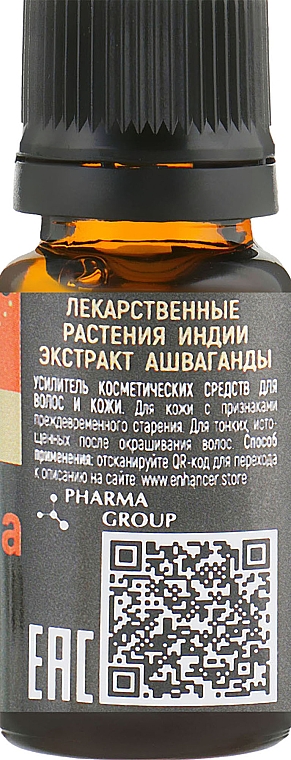 ЛЕКАРСТВЕННЫЕ
РАСТЕНИЯ ИНДИИ
ЭКСТРАКТ АШВАГАНДЫ
УСИЛИТЕЛЬ КОСМЕТИЧЕСКИХ СРЕДСТВ ДЛЯ
ВОЛОС И КОЖИ. Для кожи с признаками
преждевременного старения. Для тонких, исто-
щенных после окрашивания волос. Способ
применения: отсканируйте QR-код для перехода
к описанию на сайте: www.enhancer.store
PHARMA
GROUP
a
EAC